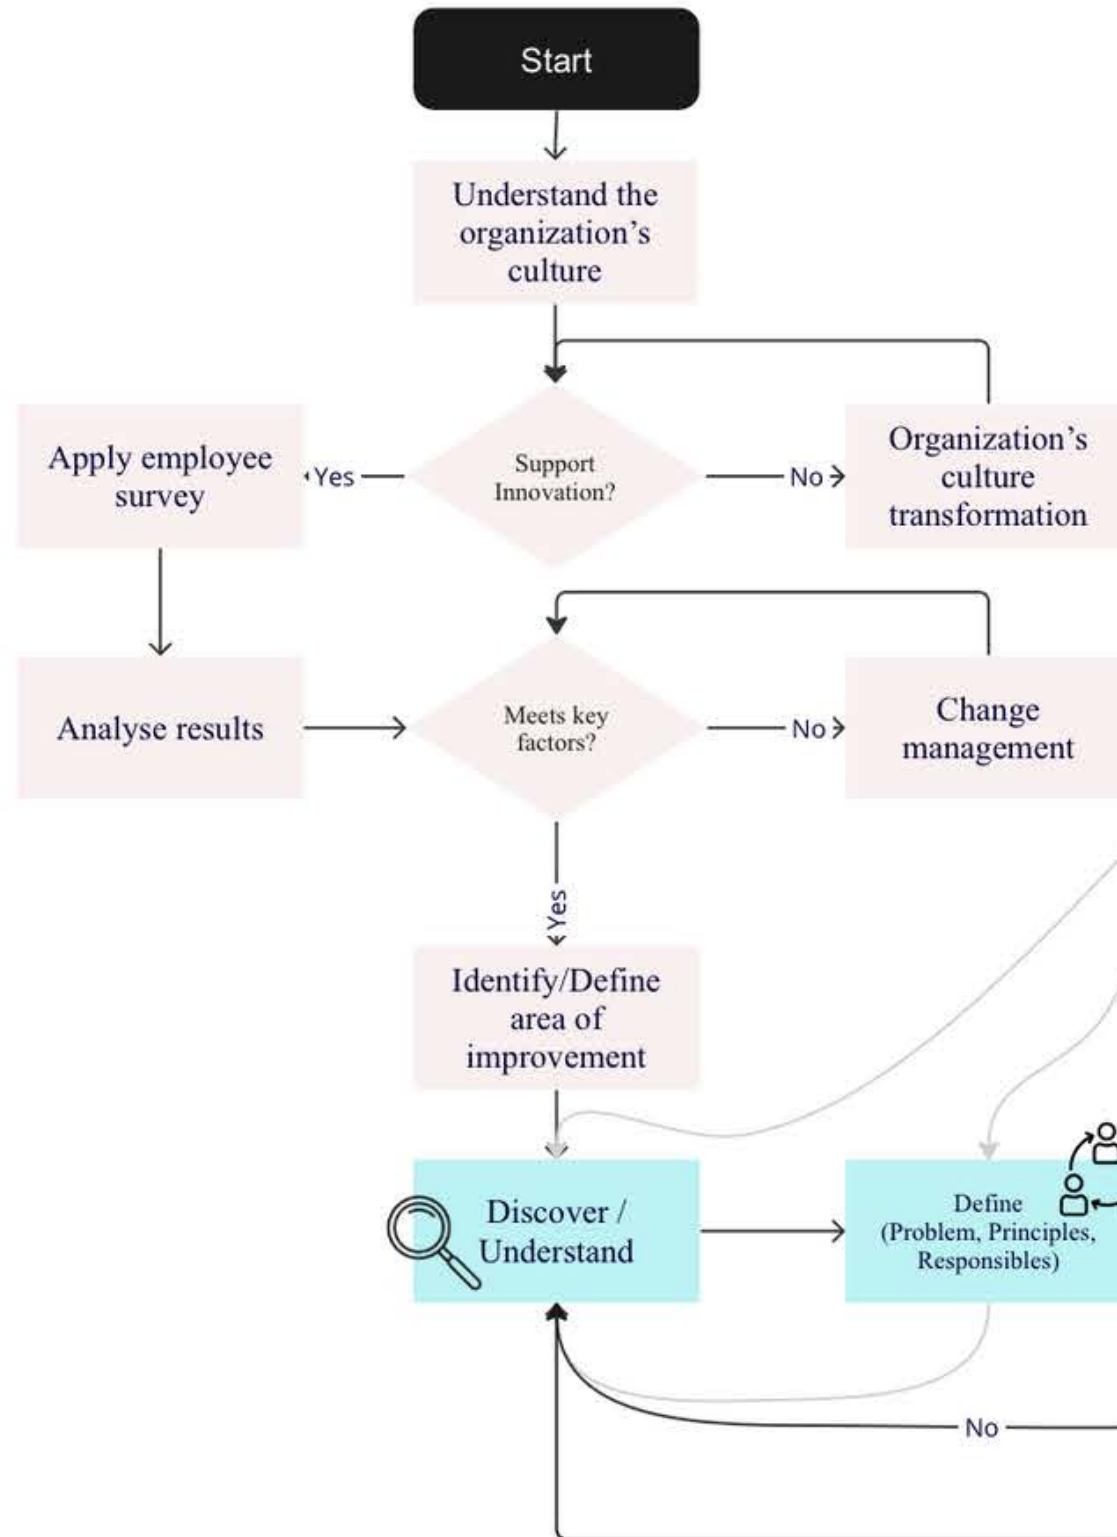 Start
Understand the
organization’s
culture
Apply employee
survey
Yes
Support
Innovation?
No
Organization’s
culture
transformation
Analyse results
Meets key
factors?
No
Change
management
Yes
Identify/Define
area of
improvement
Discover /
Understand
Define
(Problem, Principles,
Responsibles)
No